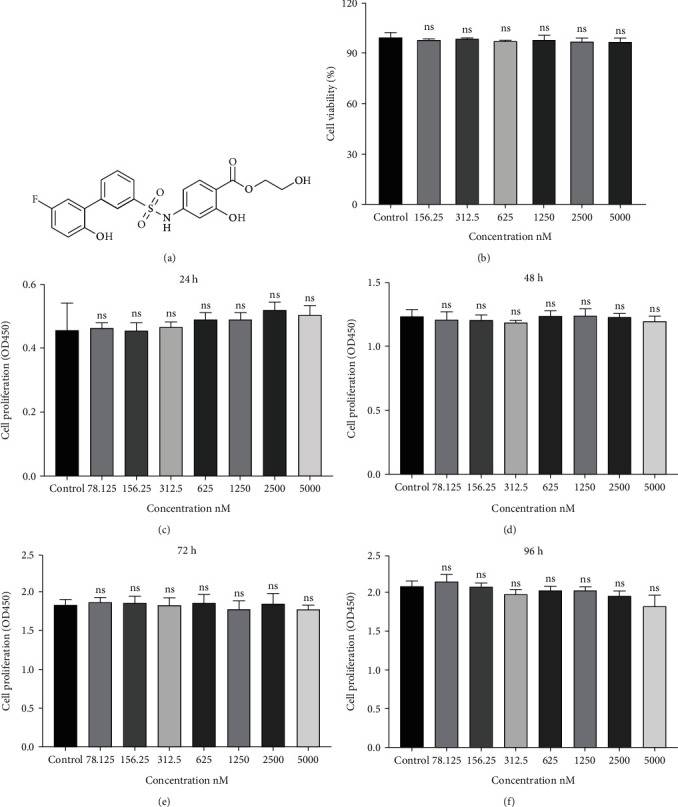 O
OH
O
F
O
S
O
N
H
OH
OH
(a)
120
90
60
30
0
Cell viability (%)
ns ns ns ns ns ns
Control 156.25 312.5 625 1250 2500 5000
Concentration nM
(b)
24 h
0.6
0.4
0.2
0.0
Cell proliferation (OD450)
ns ns ns ns ns ns ns
Control 78.125 156.25 312.5 625 1250 2500 5000
Concentration nM
(c)
48 h
1.5
1.0
0.5
0.0
Cell proliferation (OD450)
ns ns ns ns ns ns ns
Control 78.125 156.25 312.5 625 1250 2500 5000
Concentration nM
(d)
72 h
2.5
2.0
1.5
1.0
0.5
0.0
Cell proliferation (OD450)
ns ns ns ns ns ns ns
Control 78.125 156.25 312.5 625 1250 2500 5000
Concentration nM
(e)
96 h
2.5
2.0
1.5
1.0
0.5
0.0
Cell proliferation (OD450)
ns ns ns ns ns ns ns
Control 78.125 156.25 312.5 625 1250 2500 5000
Concentration nM
(f)